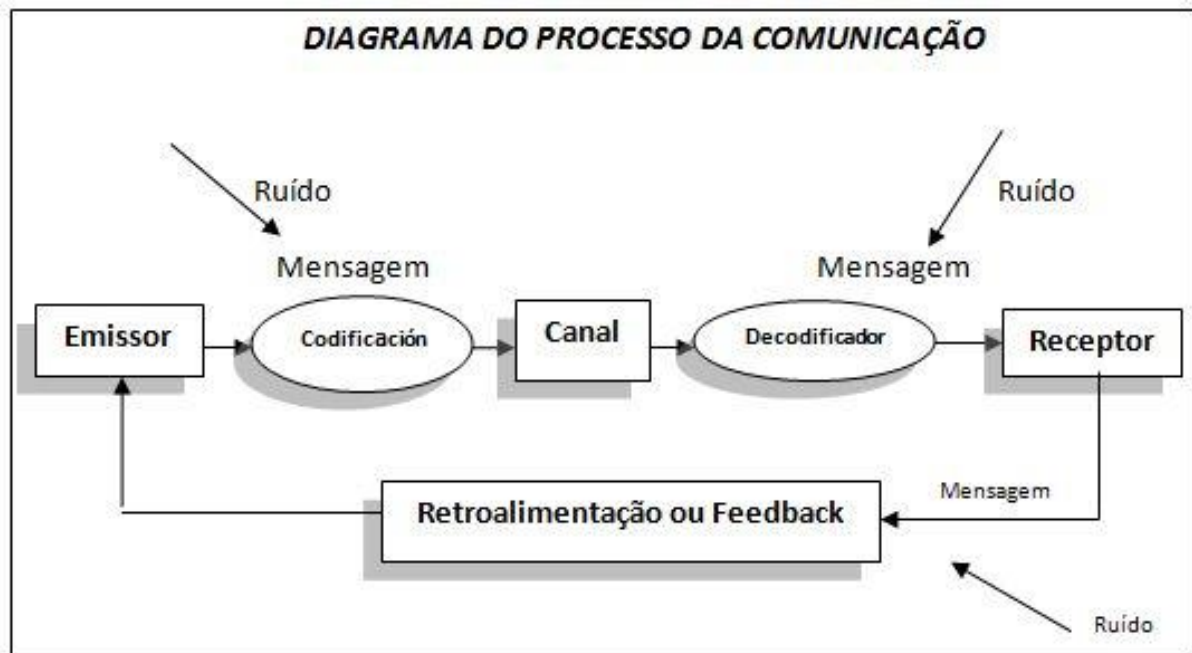 DIAGRAMA DO PROCESSO DA COMUNICAÇÃO
Ruído
Ruído
Mensagem
Mensagem
Emissor
Codificación
Canal
Decodificador
Receptor
Retroalimentação ou Feedback
Mensagem
Ruído